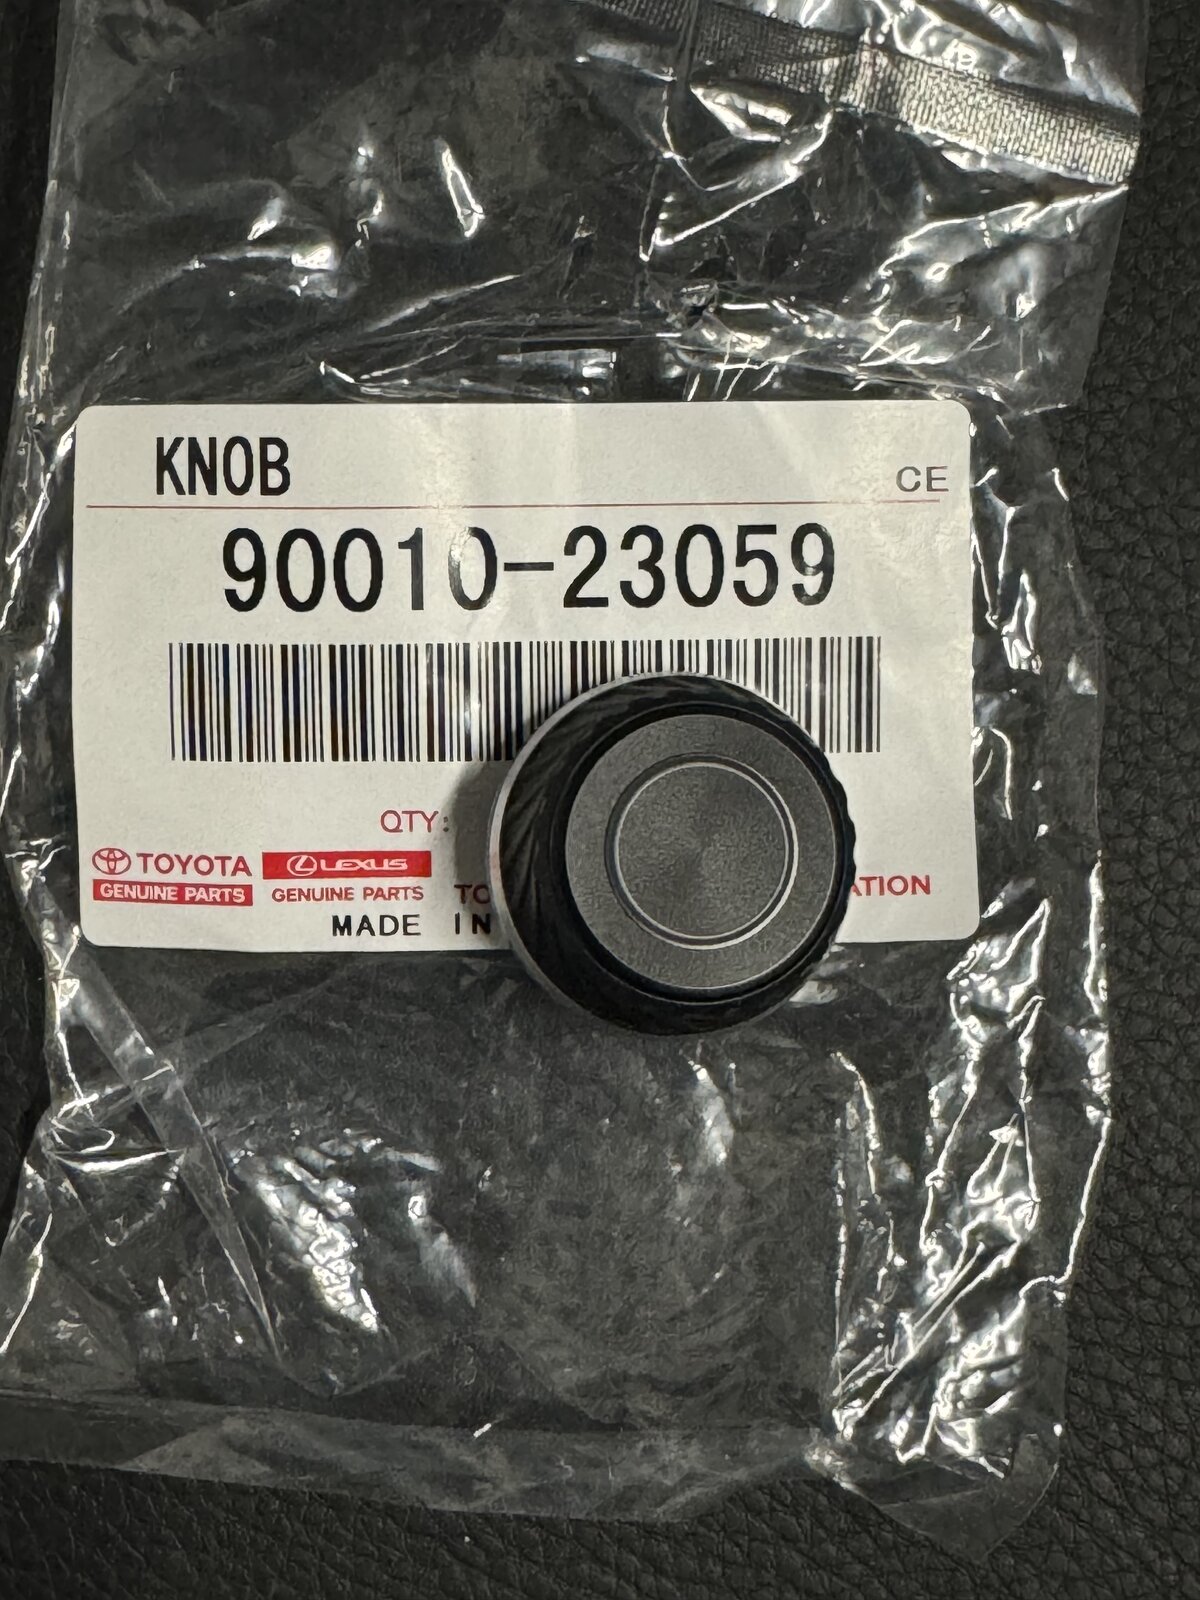 KNOB
CE
90010-23059
QTY:
TOYOTA LEXUS
GENUINE PARTS GENUINE PARTS
MADE IN